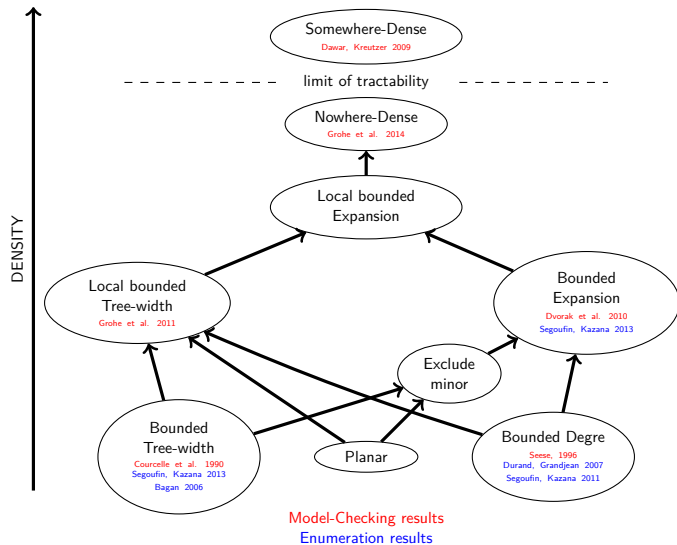 Somewhere-Dense
Dawar, Kreutzer 2009
limit of tractability
Nowhere-Dense
Grohe et al. 2014
Local bounded
Expansion
DENSITY
Local bounded
Tree-width
Grohe et al. 2011
Bounded
Expansion
Dvorak et al. 2010
Segoufin, Kazana 2013
Exclude
minor
Bounded
Tree-width
Courcelle et al. 1990
Segoufin, Kazana 2013
Bagan 2006
Planar
Bounded Degre
Seese, 1996
Durand, Grandjean 2007
Segoufin, Kazana 2011
Model-Checking results
Enumeration results